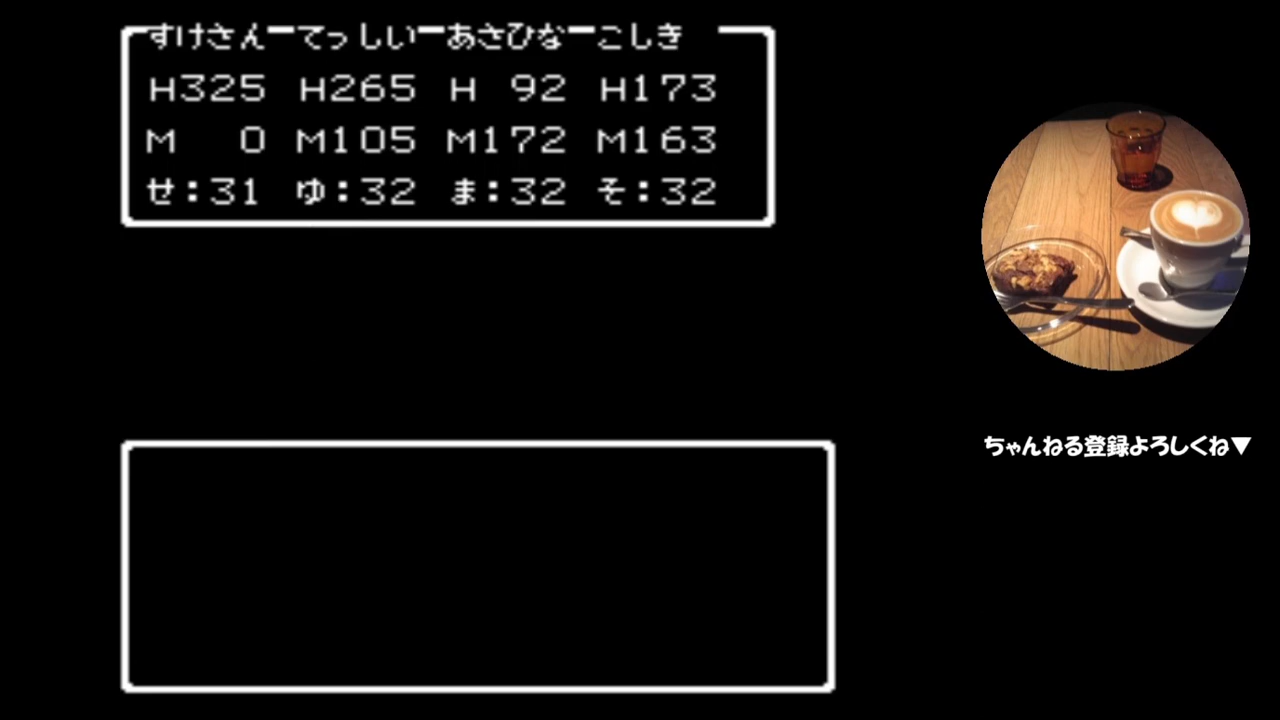 すけさん てっしい あさひな こしき
H325 H265 H 92 H173
M 0 M105 M172 M163
せ:31 ゆ:32 ま:32 そ:32
ちゃんねる登録よろしくね▼